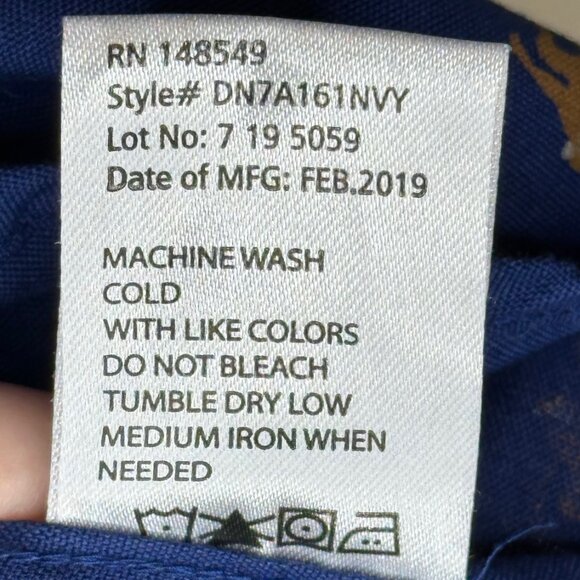 RN 148549
Style# DN7A161NVY
Lot No: 7 19 5059
Date of MFG: FEB.2019
MACHINE WASH
COLD
WITH LIKE COLORS
DO NOT BLEACH
TUMBLE DRY LOW
MEDIUM IRON WHEN
NEEDED